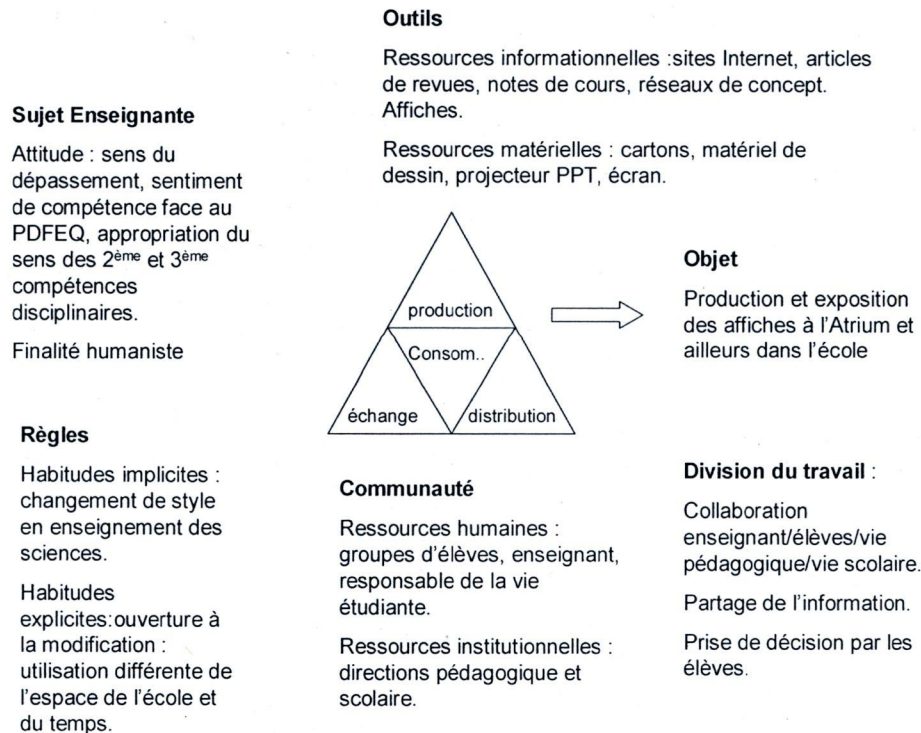 Outils
Ressources informationnelles :sites Internet, articles
de revues, notes de cours, réseaux de concept.
Affiches.
Ressources matérielles : cartons, matériel de
dessin, projecteur PPT, écran.
Sujet Enseignante
Attitude : sens du
dépassement, sentiment
de compétence face au
PDFEQ, appropriation du
sens des 2ème et 3ème
compétences
disciplinaires.
Finalité humaniste
production
Consom..
échange
distribution
Objet
Production et exposition
des affiches à l'Atrium et
ailleurs dans l'école
Règles
Habitudes implicites :
changement de style
en enseignement des
sciences.
Habitudes
explicites:ouverture à
la modification :
utilisation différente de
l'espace de l'école et
du temps.
Communauté
Ressources humaines :
groupes d'élèves, enseignant,
responsable de la vie
étudiante.
Ressources institutionnelles :
directions pédagogique et
scolaire.
Division du travail :
Collaboration
enseignant/élèves/vie
pédagogique/vie scolaire.
Partage de l'information.
Prise de décision par les
élèves.